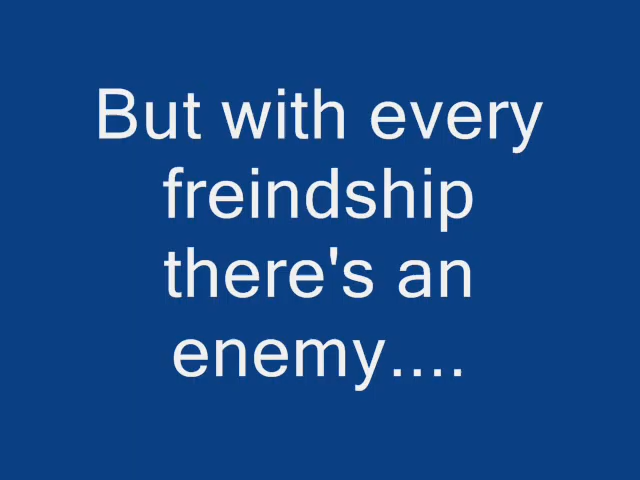 But with every
freindship
there's an
enemy....